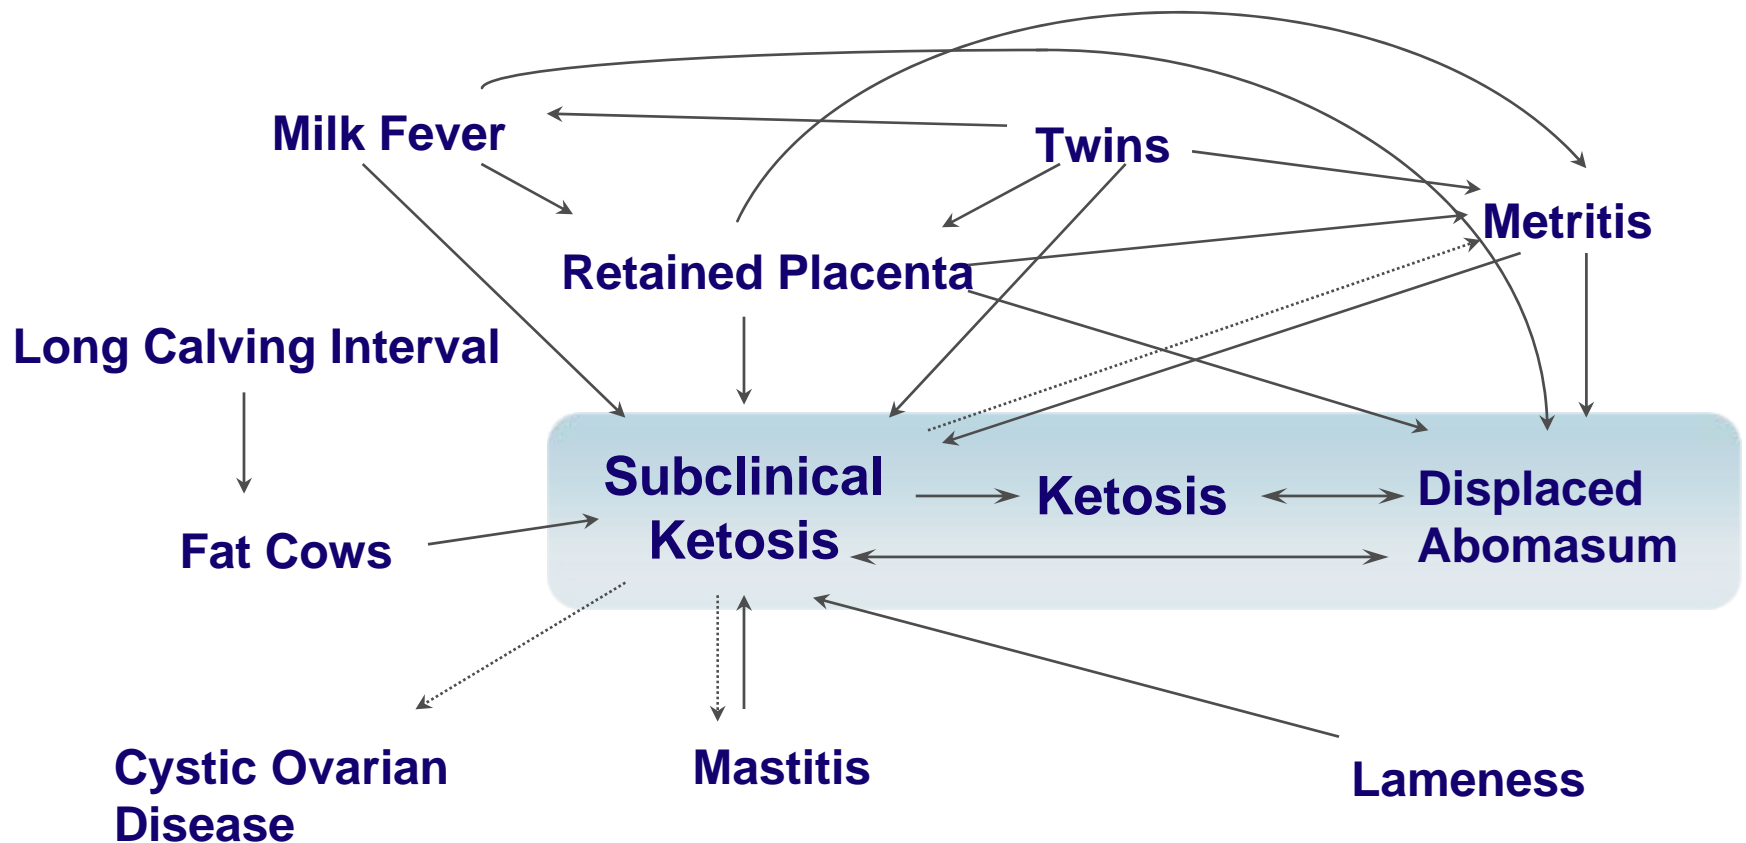 Milk Fever
Twins
Metritis
Retained Placenta
Long Calving Interval
Subclinical
Ketosis
Ketosis
Displaced
Abomasum
Fat Cows
Cystic Ovarian
Disease
Mastitis
Lameness